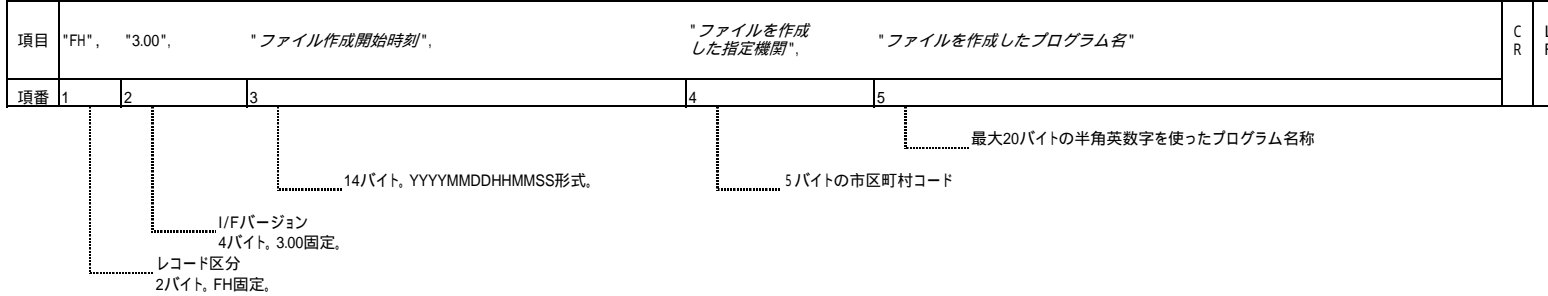 項目 "FH", "3.00", "ファイル作成開始時刻", "ファイルを作成
した指定機関", "ファイルを作成したプログラム名" C
R L
項番 1 2 3 4 5
最大20バイトの半角英数字を使ったプログラム名称
14バイト。YYYYMMDDHHMMSS形式。 5バイトの市区町村コード
I/Fバージョン
4バイト。3.00固定。
レコード区分
2バイト。FH固定。